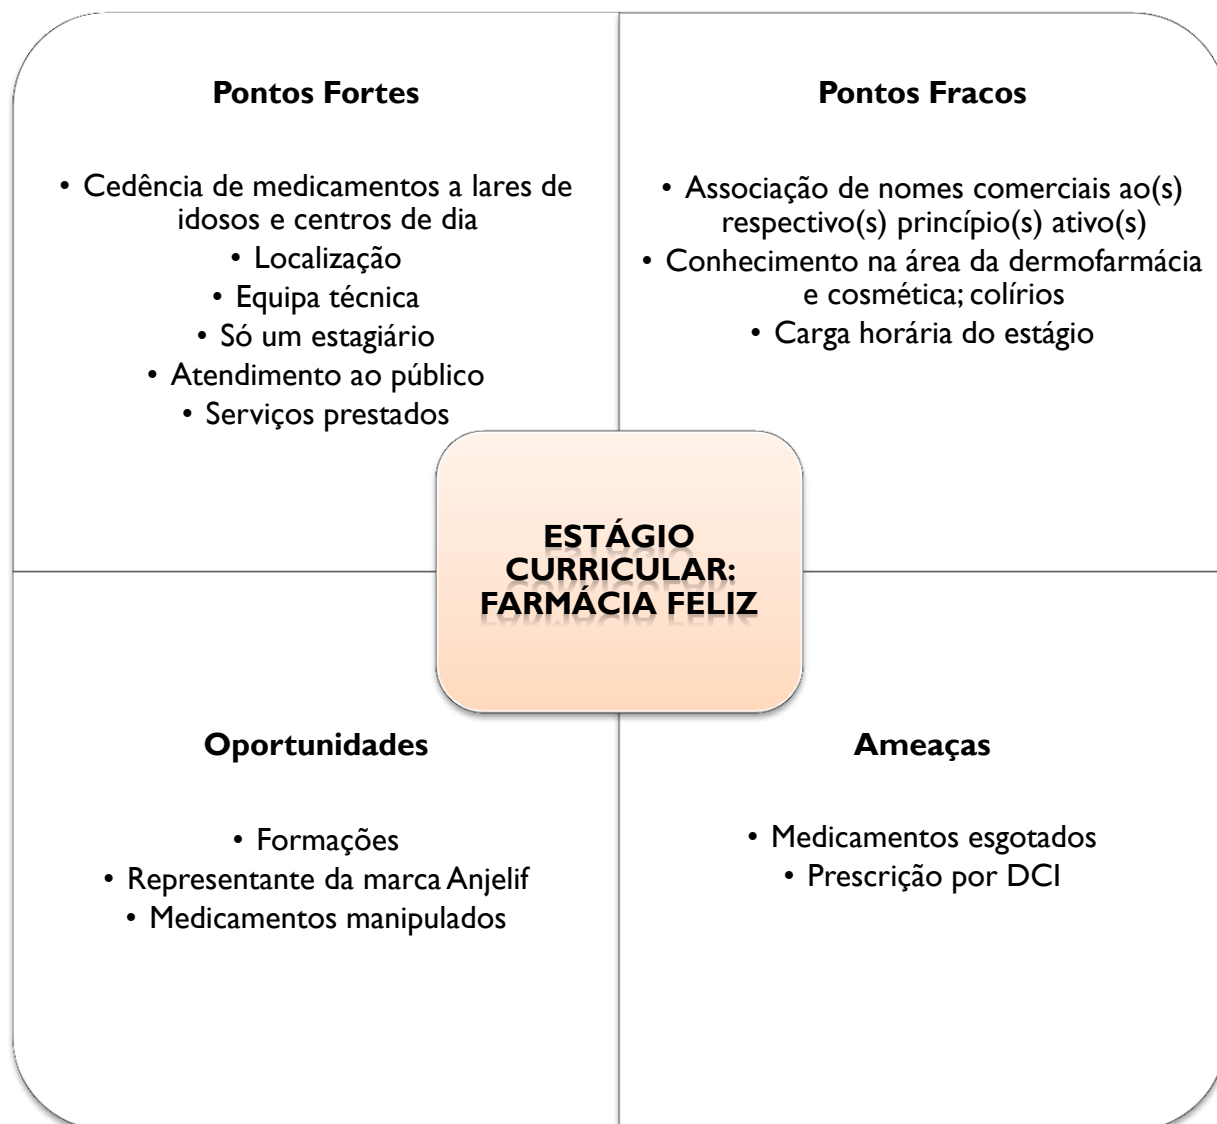 Pontos Fortes
• Cedência de medicamentos a lares de
idosos e centros de dia
• Localização
• Equipa técnica
• Só um estagiário
• Atendimento ao público
• Serviços prestados
Pontos Fracos
• Associação de nomes comerciais ao(s)
respectivo(s) princípio(s) ativo(s)
• Conhecimento na área da dermofarmácia
e cosmética; colírios
• Carga horária do estágio
ESTÁGIO
CURRICULAR:
FARMÁCIA FELIZ
Oportunidades
• Formações
• Representante da marca Anjelif
• Medicamentos manipulados
Ameaças
• Medicamentos esgotados
• Prescrição por DCI